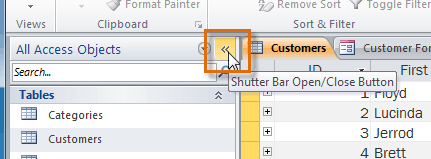 Format Painter
Remove Sort
Toggle Filter
Views
Clipboard
Sort & Filter
All Access Objects
«
Customers
Customer For
Search...
ID
First
Shutter Bar Open/Close Button
Tables
1 Floyd
Categories
2 Lucinda
Customers
3 Jerrod
4 Brett